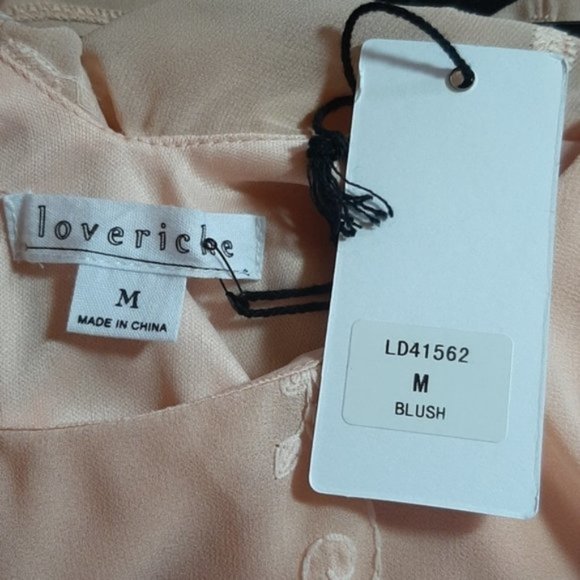 loveriche
M
MADE IN CHINA
LD41562
M
BLUSH